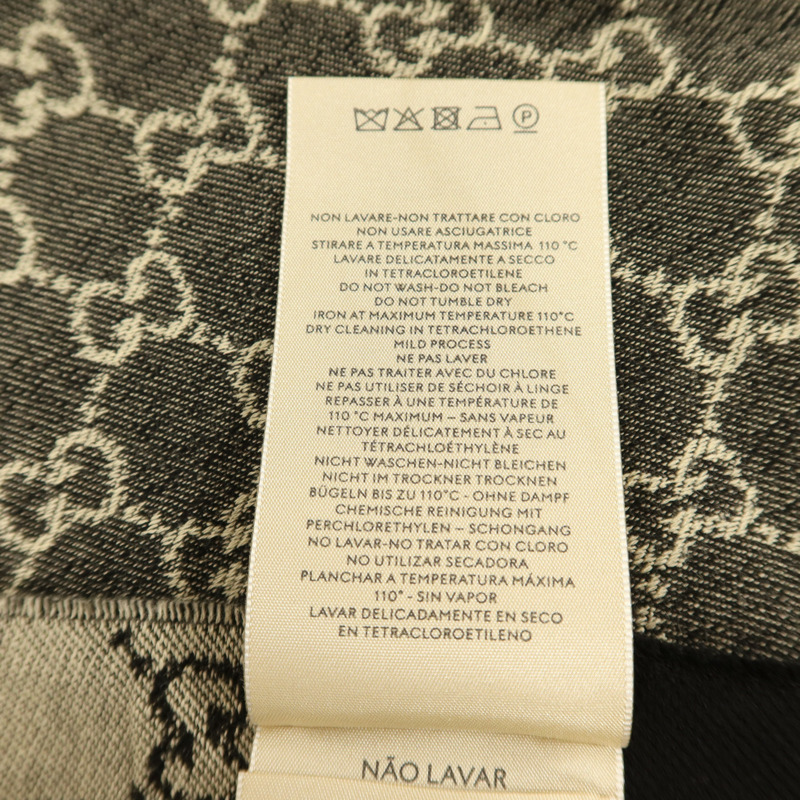 P
NON LAVARE-NON TRATTARE CON CLORO
NON USARE ASCIUGATRICE
STIRARE A TEMPERATURA MASSIMA 110 °C
LAVARE DELICATAMENTE A SECCO
IN TETRACLOROETILENE
DO NOT WASH-DO NOT BLEACH
DO NOT TUMBLE DRY
IRON AT MAXIMUM TEMPERATURE 110°C
DRY CLEANING IN TETRACHLOROETHENE
MILD PROCESS
NE PAS LAVER
NE PAS TRAITER AVEC DU CHLORE
NE PAS UTILISER DE SÉCHOIR À LINGE
REPASSER À UNE TEMPÉRATURE DE
110 °C MAXIMUM – SANS VAPEUR
NETTOYER DÉLICATEMENT À SEC AU
TÉTRACHLOÉTHYLÈNE
NICHT WASCHEN-NICHT BLEICHEN
NICHT IM TROCKNER TROCKNEN
BÜGELN BIS ZU 110°C - OHNE DAMPF
CHEMISCHE REINIGUNG MIT
PERCHLORETHYLEN – SCHONGANG
NO LAVAR-NO TRATAR CON CLORO
NO UTILIZAR SECADORA
PLANCHAR A TEMPERATURA MÁXIMA
110° - SIN VAPOR
LAVAR DELICADAMENTE EN SECO
EN TETRACLOROETILENO
NÃO LAVAR